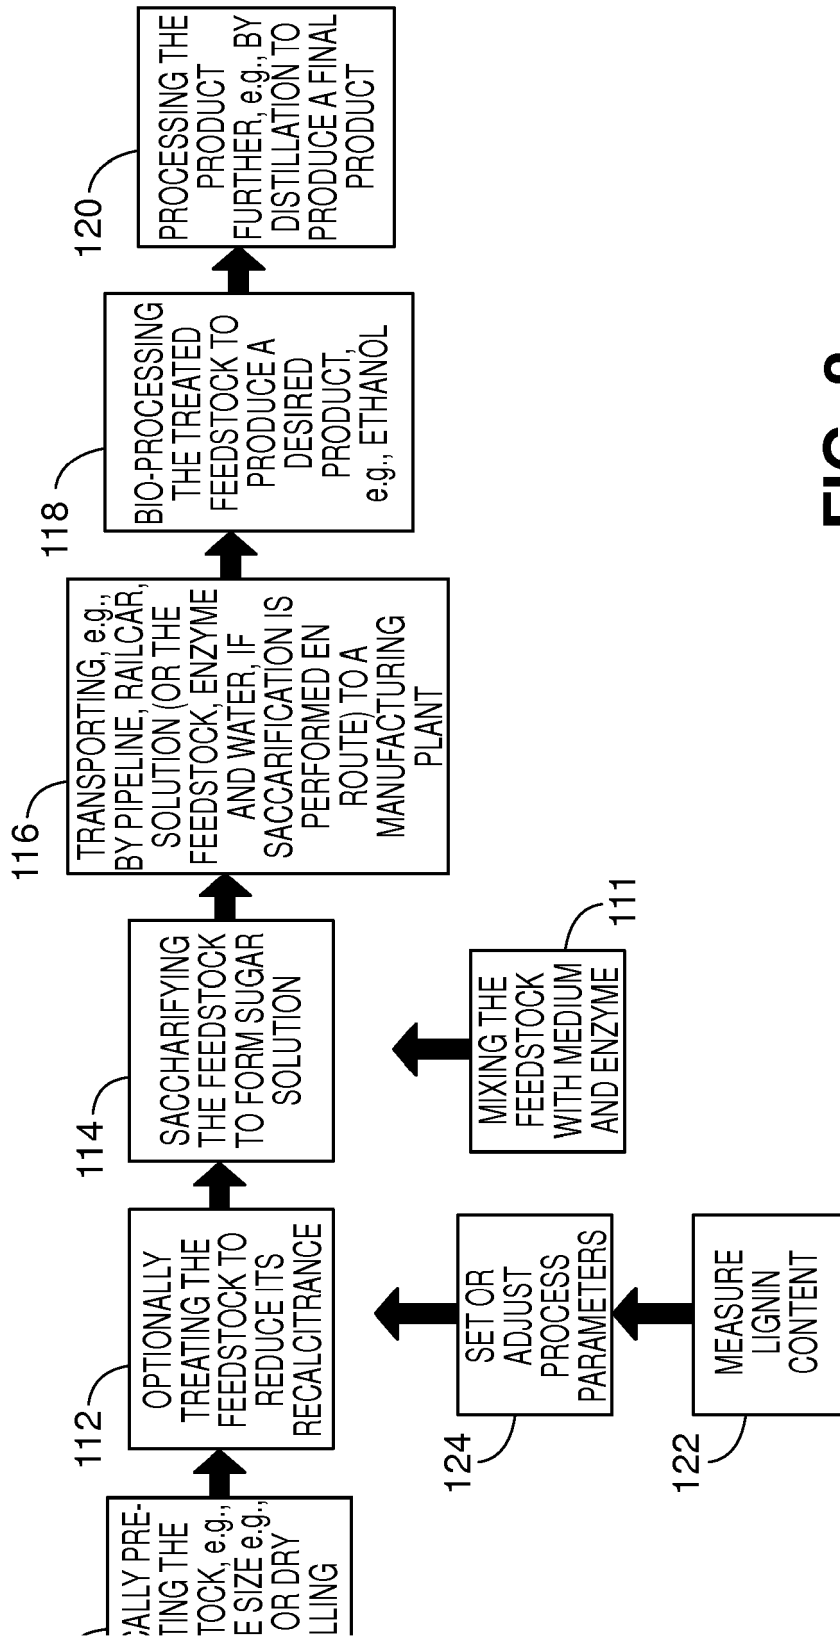 CALLY PRE-
TING THE
TOCK, e.g.,
E SIZE e.g.,
OR DRY
LLING
112
OPTIONALLY
TREATING THE
FEEDSTOCK TO
REDUCE ITS
RECALCITRANCE
114
SACCHARIFYING
THE FEEDSTOCK
TO FORM SUGAR
SOLUTION
116
TRANSPORTING, e.g.,
BY PIPELINE, RAILCAR,
SOLUTION (OR THE
FEEDSTOCK, ENZYME
AND WATER, IF
SACCARIFICATION IS
PERFORMED EN
ROUTE) TO A
MANUFACTURING
PLANT
118
BIO-PROCESSING
THE TREATED
FEEDSTOCK TO
PRODUCE A
DESIRED
PRODUCT,
e.g., ETHANOL
120
PROCESSING THE
PRODUCT
FURTHER, e.g., BY
DISTILLATION TO
PRODUCE A FINAL
PRODUCT
124
SET OR
ADJUST
PROCESS
PARAMETERS
111
MIXING THE
FEEDSTOCK
WITH MEDIUM
AND ENZYME
122
MEASURE
LIGNIN
CONTENT